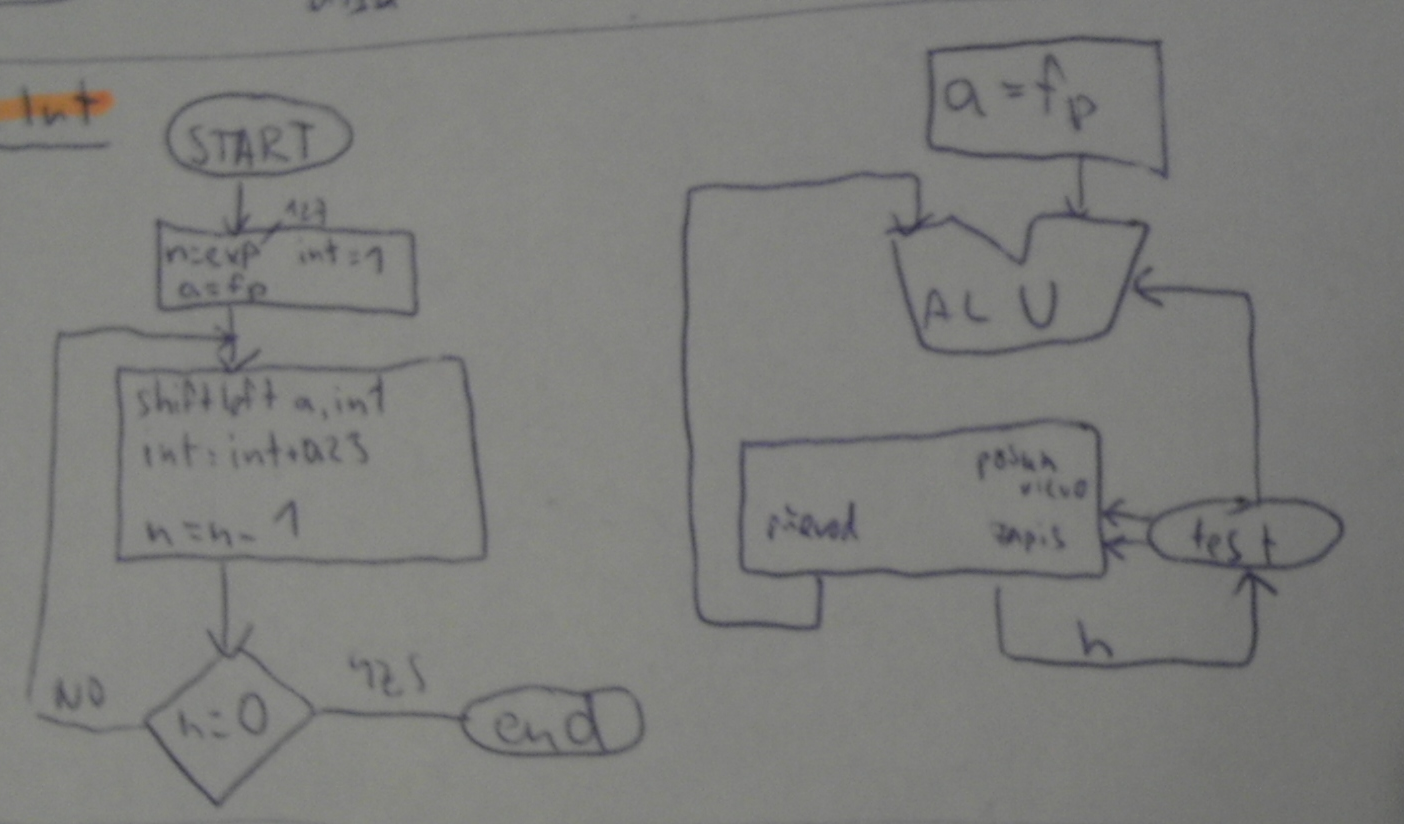 Int
START
127
n=exp- int=1
a=fp
shift left a, int
int = int+a23
n=n-1
NO
n=0
YES
end
a=fp
ALU
posun
vlevo
převod
zápis
test
n